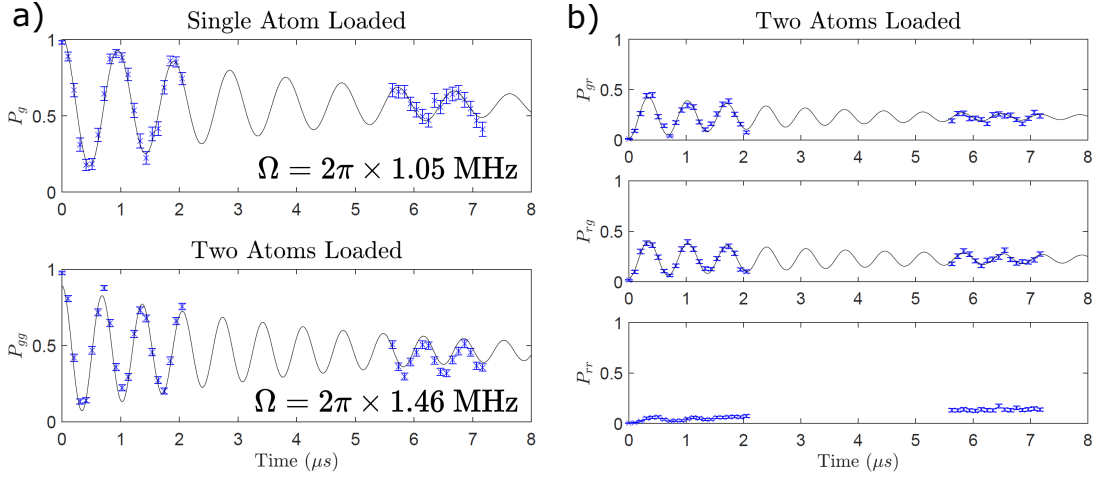 a)
Single Atom Loaded
1
0.5
0
P_g
Ω = 2π × 1.05 MHz
0 1 2 3 4 5 6 7 8
Two Atoms Loaded
1
0.5
0
P_gg
Ω = 2π × 1.46 MHz
0 1 2 3 4 5 6 7 8
Time (μs)
b)
Two Atoms Loaded
1
0.5
0
P_gr
0 1 2 3 4 5 6 7 8
1
0.5
0
P_rg
0 1 2 3 4 5 6 7 8
1
0.5
0
P_rr
0 1 2 3 4 5 6 7 8
Time (μs)